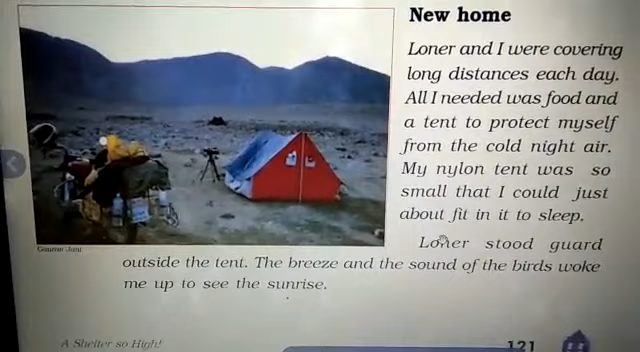 New home
Loner and I were covering
long distances each day.
All I needed was food and
a tent to protect myself
from the cold night air.
My nylon tent was so
small that I could just
about fit in it to sleep.
Loner stood guard
outside the tent. The breeze and the sound of the birds woke
me up to see the sunrise.
Gaurav Jani
A Shelter so High!
121